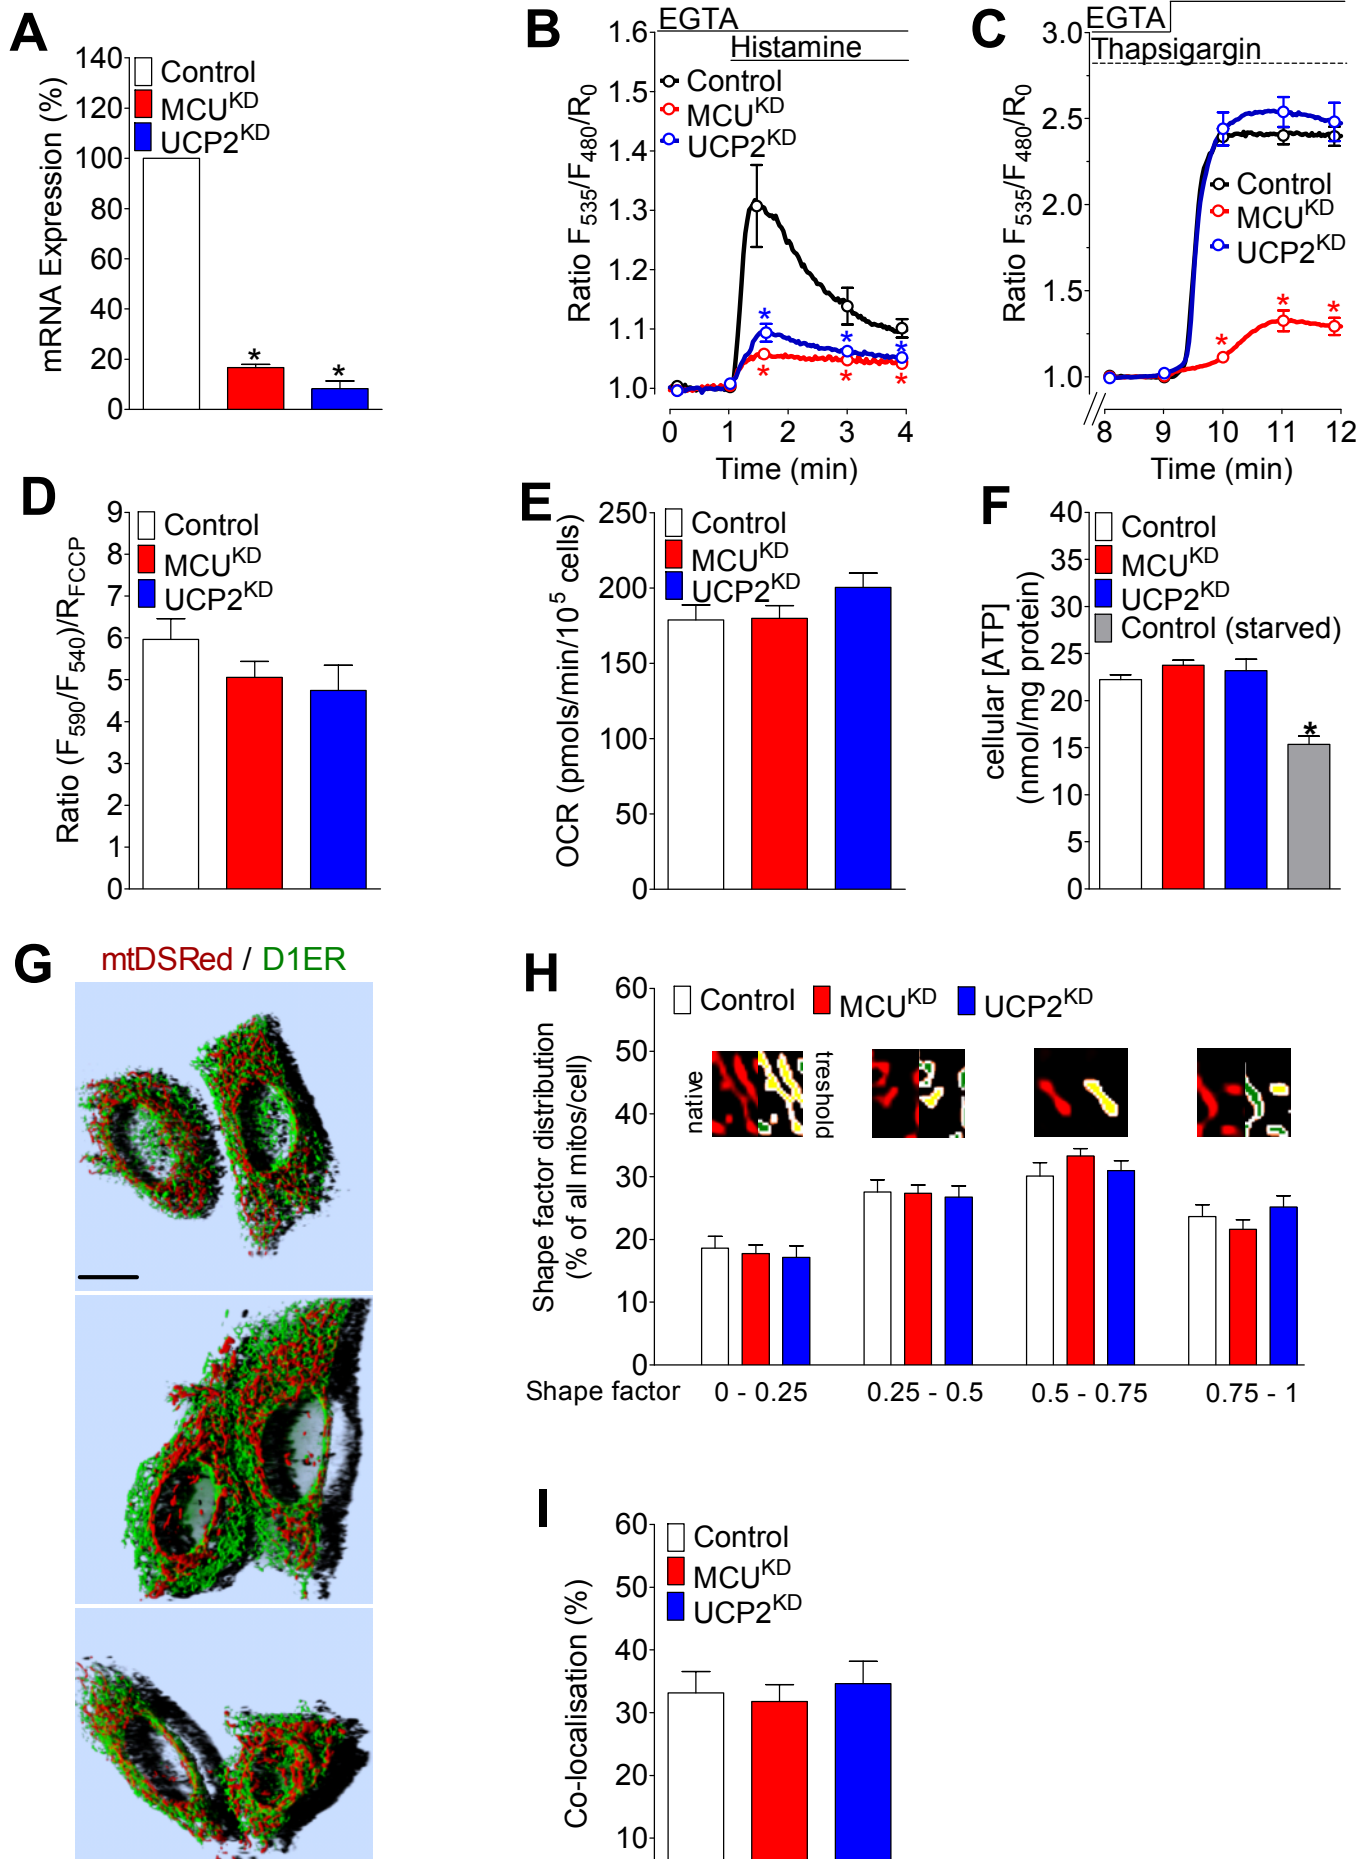 A
mRNA Expression (%)
140
120
100
80
60
40
20
0
Control
MCU^KD
UCP2^KD
*
*
B
EGTA
Histamine
Ratio F535/F480/R0
1.6
1.5
1.4
1.3
1.2
1.1
1.0
Control
MCU^KD
UCP2^KD
* * *
* * *
0 1 2 3 4
Time (min)
C
EGTA
Thapsigargin
Ratio F535/F480/R0
3.0
2.5
2.0
1.5
1.0
Control
MCU^KD
UCP2^KD
* * *
8 9 10 11 12
Time (min)
D
Ratio (F590/F540)/RFCCP
9
8
7
6
5
4
3
2
1
0
Control
MCU^KD
UCP2^KD
E
OCR (pmols/min/10^5 cells)
250
200
150
100
50
0
Control
MCU^KD
UCP2^KD
F
cellular [ATP]
(nmol/mg protein)
40
35
30
25
20
15
10
5
0
Control
MCU^KD
UCP2^KD
Control (starved)
*
G
mtDSRed / D1ER
H
Shape factor distribution
(% of all mitos/cell)
60
50
40
30
20
10
0
Control MCU^KD UCP2^KD
native
treshold
Shape factor 0 - 0.25 0.25 - 0.5 0.5 - 0.75 0.75 - 1
I
Co-localisation (%)
60
50
40
30
20
10
Control
MCU^KD
UCP2^KD